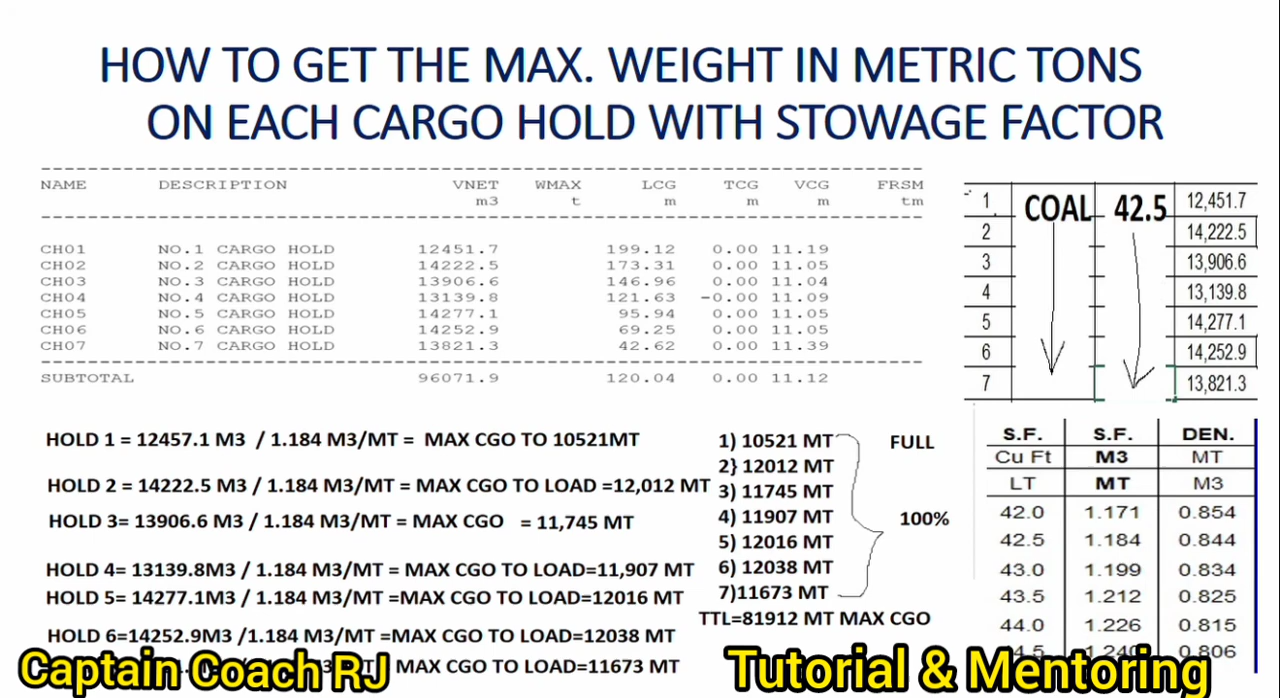 HOW TO GET THE MAX. WEIGHT IN METRIC TONS
ON EACH CARGO HOLD WITH STOWAGE FACTOR
NAME DESCRIPTION VNET WMAX LCG TCG VCG FRSM
m3 t m m m tm
CH01 NO.1 CARGO HOLD 12451.7 199.12 0.00 11.19
CH02 NO.2 CARGO HOLD 14222.5 173.31 0.00 11.05
CH03 NO.3 CARGO HOLD 13906.6 146.96 0.00 11.04
CH04 NO.4 CARGO HOLD 13139.8 121.63 -0.00 11.09
CH05 NO.5 CARGO HOLD 14277.1 95.94 0.00 11.05
CH06 NO.6 CARGO HOLD 14252.9 69.25 0.00 11.05
CH07 NO.7 CARGO HOLD 13821.3 42.62 0.00 11.39
SUBTOTAL 96071.9 120.04 0.00 11.12
1 COAL 42.5 12,451.7
2 14,222.5
3 13,906.6
4 13,139.8
5 14,277.1
6 14,252.9
7 13,821.3
HOLD 1 = 12457.1 M3 / 1.184 M3/MT = MAX CGO TO 10521MT
HOLD 2 = 14222.5 M3 / 1.184 M3/MT = MAX CGO TO LOAD =12,012 MT
HOLD 3= 13906.6 M3 / 1.184 M3/MT = MAX CGO = 11,745 MT
HOLD 4= 13139.8M3 / 1.184 M3/MT = MAX CGO TO LOAD=11,907 MT
HOLD 5= 14277.1M3 / 1.184 M3/MT =MAX CGO TO LOAD=12016 MT
HOLD 6=14252.9M3 /1.184 M3/MT =MAX CGO TO LOAD=12038 MT
MAX CGO TO LOAD=11673 MT
1) 10521 MT FULL
2} 12012 MT
3) 11745 MT
4) 11907 MT 100%
5) 12016 MT
6) 12038 MT
7)11673 MT
TTL=81912 MT MAX CGO
S.F. S.F. DEN.
Cu Ft M3 MT
LT MT M3
42.0 1.171 0.854
42.5 1.184 0.844
43.0 1.199 0.834
43.5 1.212 0.825
44.0 1.226 0.815
0.806
Captain Coach RJ
Tutorial & Mentoring